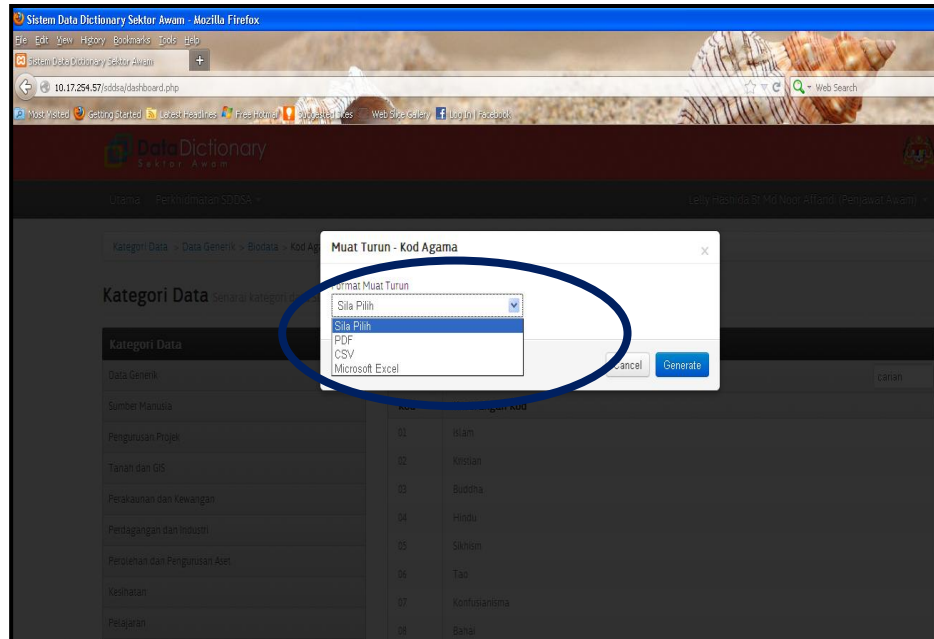 Sistem Data Dictionary Sektor Awam - Mozilla Firefox
File Edit View History Bookmarks Tools Help
Sistem Data Dictionary Sektor Awam +
10.17.254.57/sddsa/dashboard.php Web Search
Most Visited Getting Started Latest Headlines Free Hotmail Suggested Sites Web Slice Gallery Log In | Facebook
Data Dictionary
Sektor Awam
Utama Perkhidmatan SDDSA
Kategori Data » Data Generik » Biodata » Kod
Muat Turun - Kod Agama x
Format Muat Turun
Sila Pilih
Sila Pilih
PDF
CSV
Microsoft Excel
Cancel Generate
Kategori Data Senarai kategori
Kategori Data
Data Generik
carian
Sumber Manusia
Kod
Pengurusan Projek
01 Islam
Tanah dan GIS
02 Kristian
Perakaunan dan Kewangan
03 Buddha
Perdagangan dan Industri
04 Hindu
Perolehan dan Pengurusan Aset
05 Sikhism
Kesihatan
06 Tao
Pelajaran
07 Konfusianisma
08 Bahai